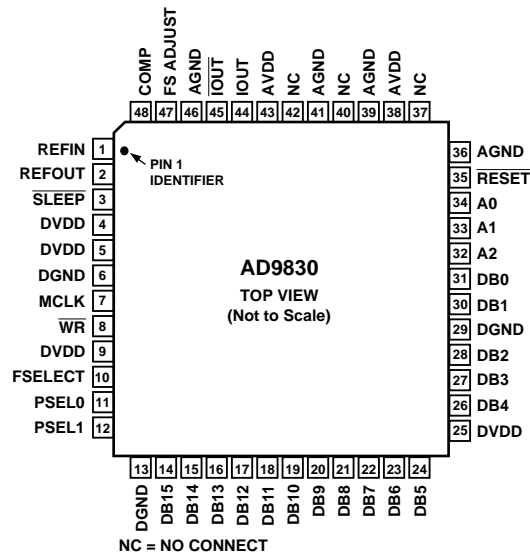 COMP
FS ADJUST
AGND
I̅O̅U̅T̅
IOUT
AVDD
NC
AGND
NC
AGND
AVDD
NC
48 47 46 45 44 43 42 41 40 39 38 37
REFIN 1
REFOUT 2
S̅L̅E̅E̅P̅ 3
DVDD 4
DVDD 5
DGND 6
MCLK 7
W̅R̅ 8
DVDD 9
FSELECT 10
PSEL0 11
PSEL1 12
PIN 1
IDENTIFIER
AD9830
TOP VIEW
(Not to Scale)
36 AGND
35 R̅E̅S̅E̅T̅
34 A0
33 A1
32 A2
31 DB0
30 DB1
29 DGND
28 DB2
27 DB3
26 DB4
25 DVDD
13 14 15 16 17 18 19 20 21 22 23 24
DGND
DB15
DB14
DB13
DB12
DB11
DB10
DB9
DB8
DB7
DB6
DB5
NC = NO CONNECT